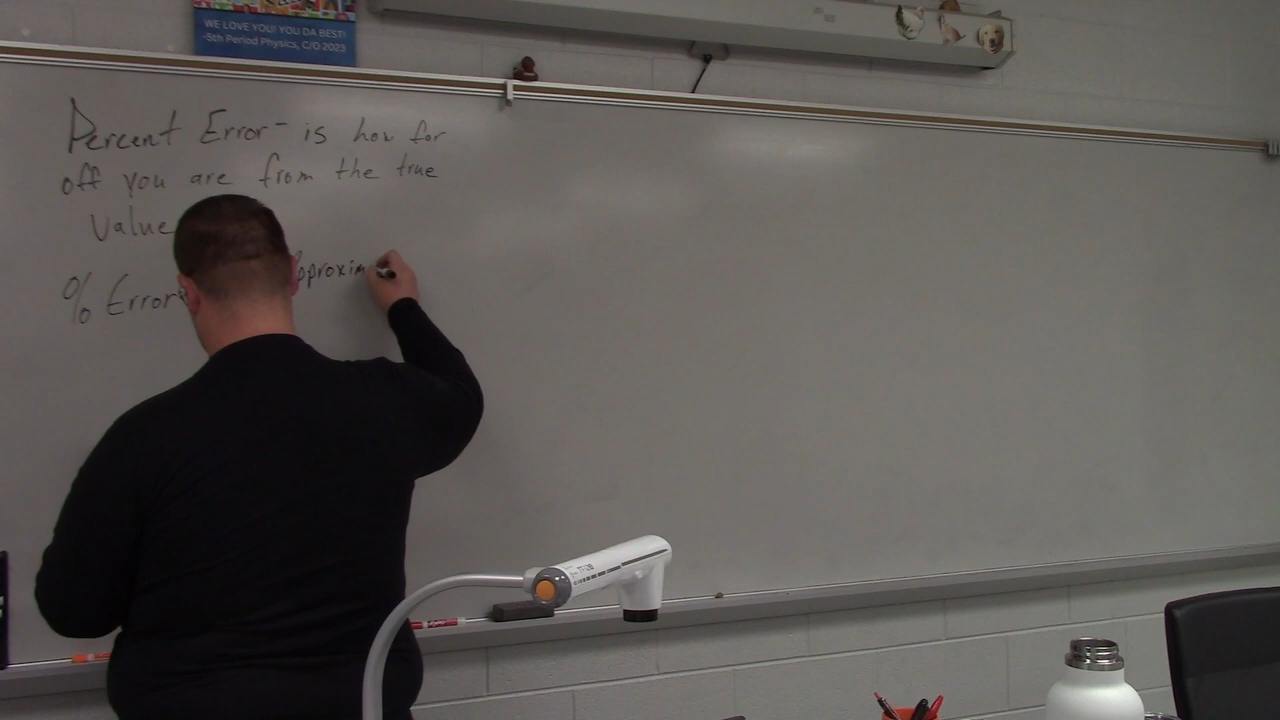 WE LOVE YOU! YOU DA BEST!
-5th Period Physics, C/O 2023
Percent Error - is how far
off you are from the true
value
% Error
pproxim